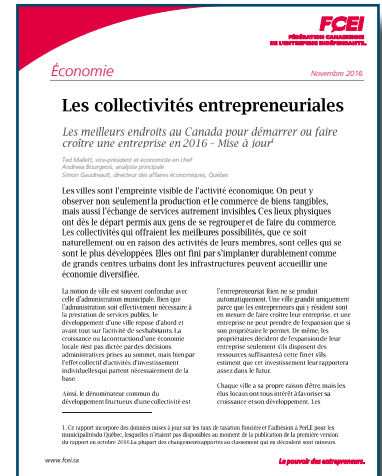 FCEI
FÉDÉRATION CANADIENNE
DE L'ENTREPRISE INDÉPENDANTE.
Économie
Novembre 2016
Les collectivités entrepreneuriales
Les meilleurs endroits au Canada pour démarrer ou faire
croître une entreprise en 2016 – Mise à jour1
Ted Mallett, vice-président et économiste en chef
Andreea Bourgeois, analyste principale
Simon Gaudreault, directeur des affaires économiques, Québec
Les villes sont l'empreinte visible de l'activité économique. On peut y
observer non seulement la production et le commerce de biens tangibles,
mais aussi l'échange de services autrement invisibles. Ces lieux physiques
ont dès le départ permis aux gens de se regrouper et de faire du commerce.
Les collectivités qui offraient les meilleures possibilités, que ce soit
naturellement ou en raison des activités de leurs membres, sont celles qui se
sont le plus développées. Elles ont fini par s'implanter durablement comme
de grands centres urbains dont les infrastructures peuvent accueillir une
économie diversifiée.
La notion de ville est souvent confondue avec
celle d'administration municipale. Bien que
l'administration soit effectivement nécessaire à
la prestation de services publics, le
développement d'une ville repose d'abord et
avant tout sur l'activité de ses habitants. La
croissance ou la contraction d'une économie
locale n'est pas dictée par des décisions
administratives prises au sommet, mais bien par
l'effet collectif d'activités d'investissement
individuelles qui partent nécessairement de la
base.
Ainsi, le dénominateur commun du
développement fructueux d'une collectivité est
l'entrepreneuriat. Rien ne se produit
automatiquement. Une ville grandit uniquement
parce que les entrepreneurs qui y résident sont
en mesure de faire croître leur entreprise, et une
entreprise ne peut prendre de l'expansion que si
son propriétaire le permet. De même, les
propriétaires décident de l'expansion de leur
entreprise seulement s'ils disposent des
ressources suffisantes à cette fin et s'ils
estiment que cet investissement leur rapportera
assez dans le futur.
Chaque ville a sa propre raison d'être, mais les
élus locaux ont tous intérêt à favoriser sa
croissance et son développement. Les
1. Ce rapport incorpore des données mises à jour sur les taux de taxation foncière et l'adhésion à PerLE pour les
municipalités du Québec, lesquelles n'étaient pas disponibles au moment de la publication de la première version
du rapport en octobre 2016. La plupart des changements apportés au classement qui en découlent sont mineurs.
www.fcei.ca
Le pouvoir des entrepreneurs.